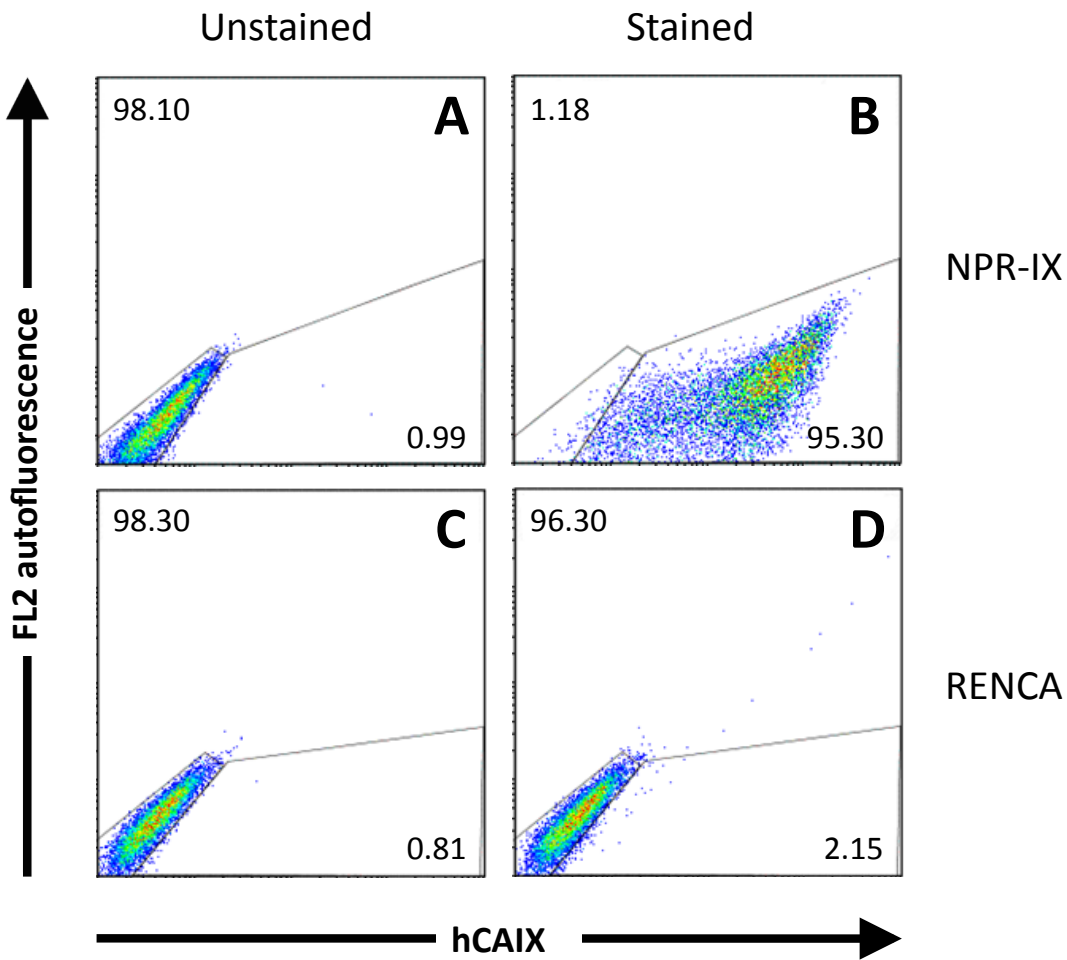 Unstained
Stained
98.10
A
1.18
B
0.99
95.30
NPR-IX
98.30
C
96.30
D
0.81
2.15
RENCA
FL2 autofluorescence
hCAIX